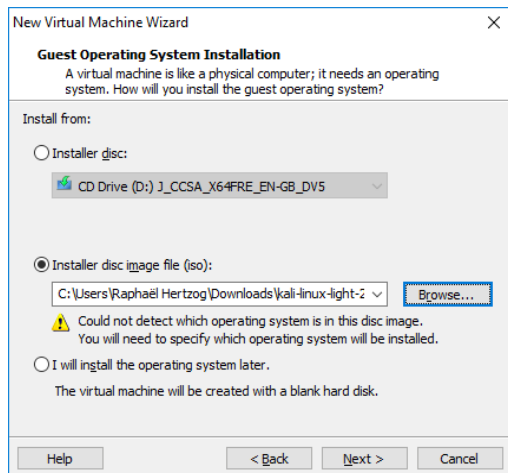 New Virtual Machine Wizard
Guest Operating System Installation
A virtual machine is like a physical computer; it needs an operating
system. How will you install the guest operating system?
Install from:
Installer disc:
CD Drive (D:) J_CCSA_X64FRE_EN-GB_DV5
Installer disc image file (iso):
C:\Users\Raphaël Hertzog\Downloads\kali-linux-light-2
Browse...
Could not detect which operating system is in this disc image.
You will need to specify which operating system will be installed.
I will install the operating system later.
The virtual machine will be created with a blank hard disk.
Help
< Back
Next >
Cancel